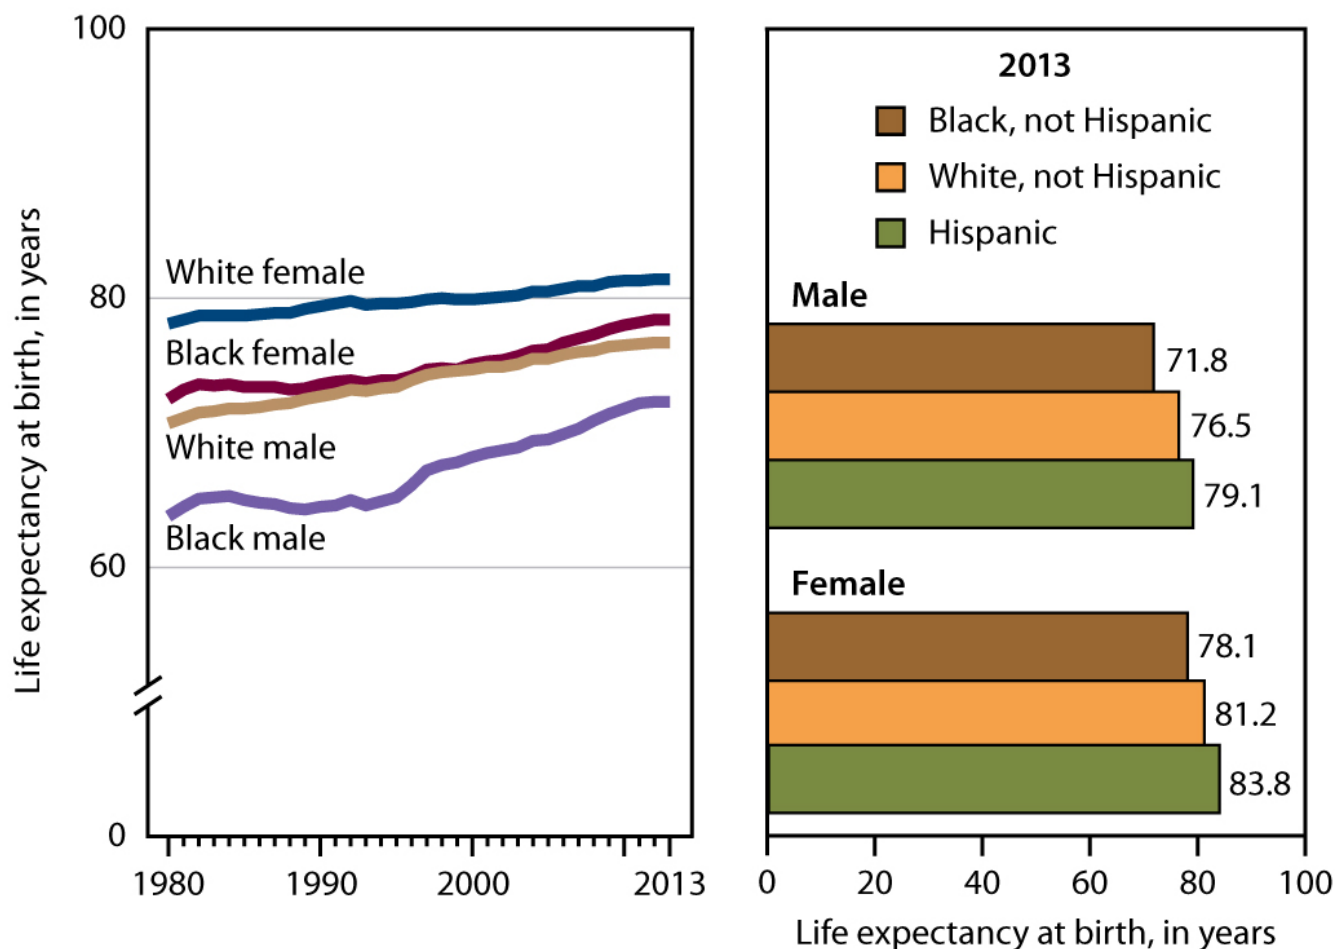 Life expectancy at birth, in years
100
80
60
0
White female
Black female
White male
Black male
1980 1990 2000 2013
2013
Black, not Hispanic
White, not Hispanic
Hispanic
Male
71.8
76.5
79.1
Female
78.1
81.2
83.8
0 20 40 60 80 100
Life expectancy at birth, in years